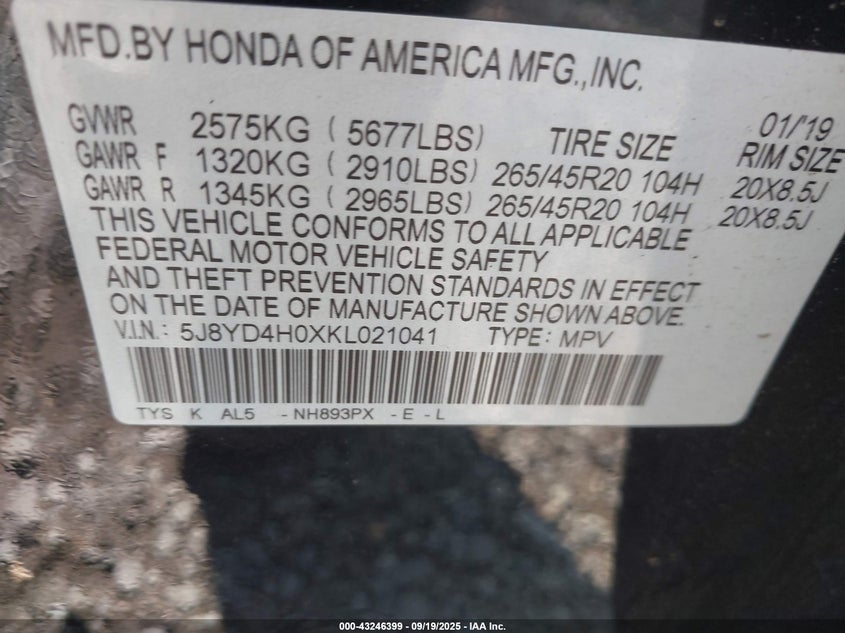 MFD.BY HONDA OF AMERICA MFG.,INC.
01/'19
GVWR 2575KG ( 5677LBS) TIRE SIZE RIM SIZE
GAWR F 1320KG ( 2910LBS) 265/45R20 104H 20X8.5J
GAWR R 1345KG ( 2965LBS) 265/45R20 104H 20X8.5J
THIS VEHICLE CONFORMS TO ALL APPLICABLE
FEDERAL MOTOR VEHICLE SAFETY
AND THEFT PREVENTION STANDARDS IN EFFECT
ON THE DATE OF MANUFACTURE SHOWN ABOVE.
V.I.N.: 5J8YD4H0XKL021041 TYPE: MPV
TYS K AL5 -NH893PX -E -L
000-43246399 - 09/19/2025 - IAA Inc.